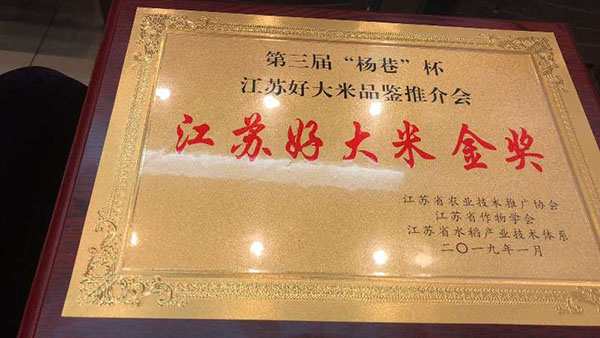 第三届“杨巷”杯
江苏好大米品鉴推介会
江苏好大米金奖
江苏省农业技术推广协会
江苏省作物学会
江苏省水稻产业技术体系
二〇一九年一月